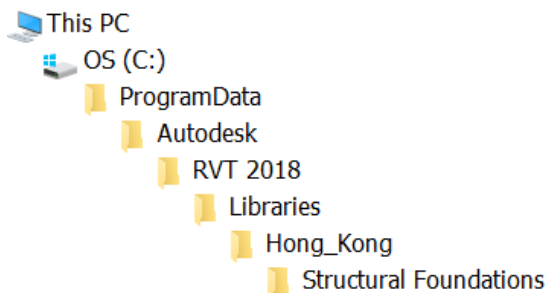 This PC
OS (C:)
ProgramData
Autodesk
RVT 2018
Libraries
Hong_Kong
Structural Foundations